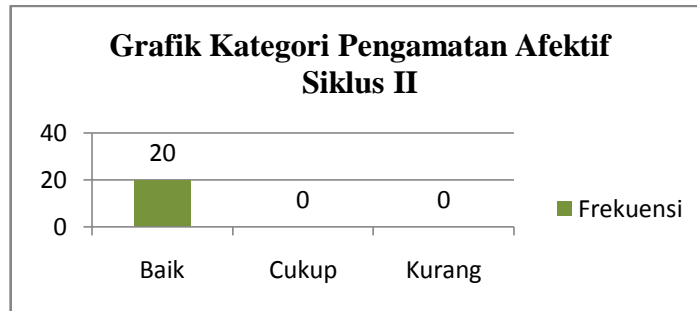 Grafik Kategori Pengamatan Afektif
Siklus II
40
20
0
20
0
0
Baik
Cukup
Kurang
Frekuensi